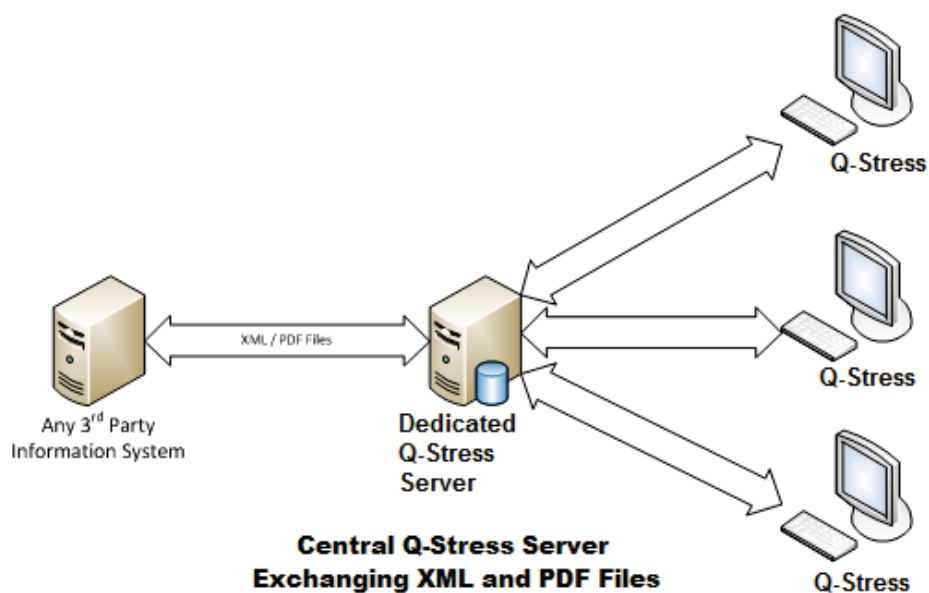 Q-Stress
XML / PDF Files
Q-Stress
Any 3rd Party
Information System
Dedicated
Q-Stress
Server
Central Q-Stress Server
Exchanging XML and PDF Files
Q-Stress